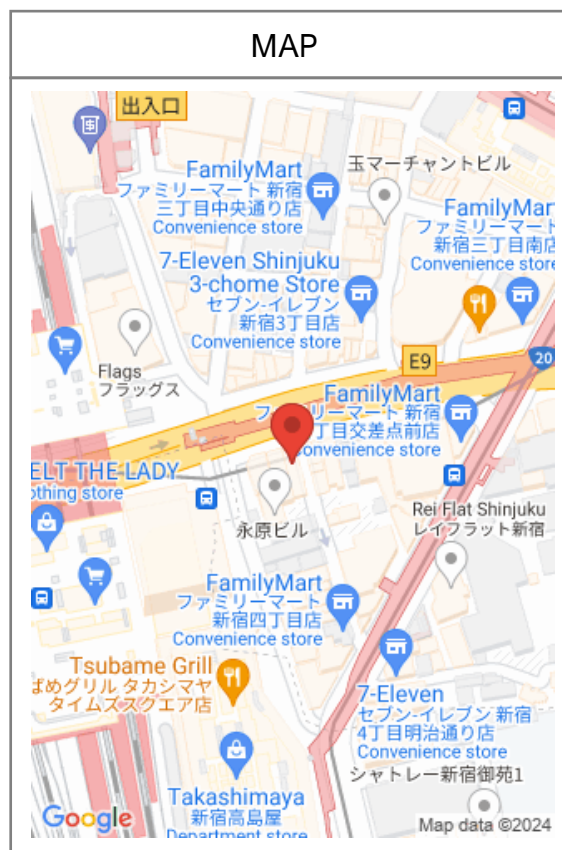 MAP
出入口
FamilyMart
ファミリーマート 新宿
三丁目中央通り店
Convenience store
玉マーチャントビル
FamilyMart
ファミリーマート
新宿三丁目南店
Convenience store
7-Eleven Shinjuku
3-chome Store
セブン-イレブン
新宿3丁目店
Convenience store
Flags
フラッグス
E9
20
FamilyMart
ファミリーマート 新宿
丁目交差点前店
Convenience store
ELT THE LADY
othing store
永原ビル
Rei Flat Shinjuku
レイフラット新宿
FamilyMart
ファミリーマート
新宿四丁目店
Convenience store
Tsubame Grill
ばめグリル タカシマヤ
タイムズスクエア店
7-Eleven
セブン-イレブン 新宿
4丁目明治通り店
Convenience store
Takashimaya
新宿高島屋
Department store
シャトレー新宿御苑1
Google
Map data ©2024